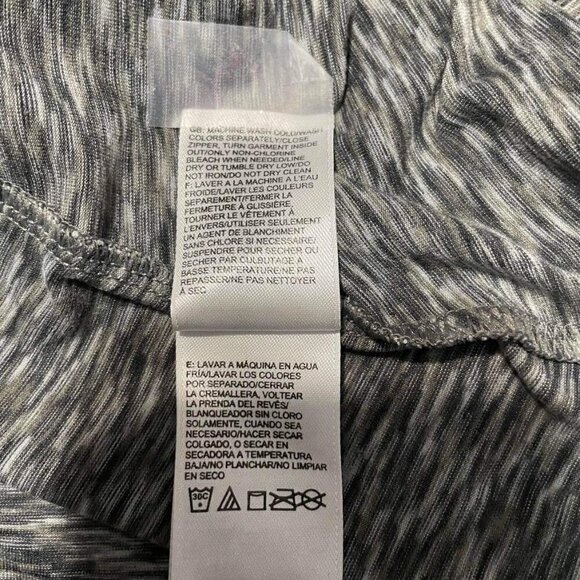 GB: MACHINE WASH COLD/WASH
COLORS SEPARATELY/CLOSE
ZIPPER, TURN GARMENT INSIDE
OUT/ONLY NON-CHLORINE
BLEACH WHEN NEEDED/LINE
DRY OR TUMBLE DRY LOW/DO
NOT IRON/DO NOT DRY CLEAN
F: LAVER A LA MACHINE A L'EAU
FROIDE/LAVER LES COULEURS
SEPAREMENT/FERMER LA
FERMETURE À GLISSIÈRE,
TOURNER LE VÊTEMENT À
L'ENVERS/UTILISER SEULEMENT
UN AGENT DE BLANCHIMENT
SANS CHLORE SI NÉCESSAIRE/
SUSPENDRE POUR SECHER OU
SECHER PAR CULBUTAGE A
BASSE TEMPERATURE/NE PAS
REPASSER/NE PAS NETTOYER
À SEC
E: LAVAR A MÁQUINA EN AGUA
FRÍA/LAVAR LOS COLORES
POR SEPARADO/CERRAR
LA CREMALLERA, VOLTEAR
LA PRENDA DEL REVÉS/
BLANQUEADOR SIN CLORO
SOLAMENTE, CUANDO SEA
NECESARIO/HACER SECAR
COLGADO, O SECAR EN
SECADORA A TEMPERATURA
BAJA/NO PLANCHAR/NO LIMPIAR
EN SECO
30C